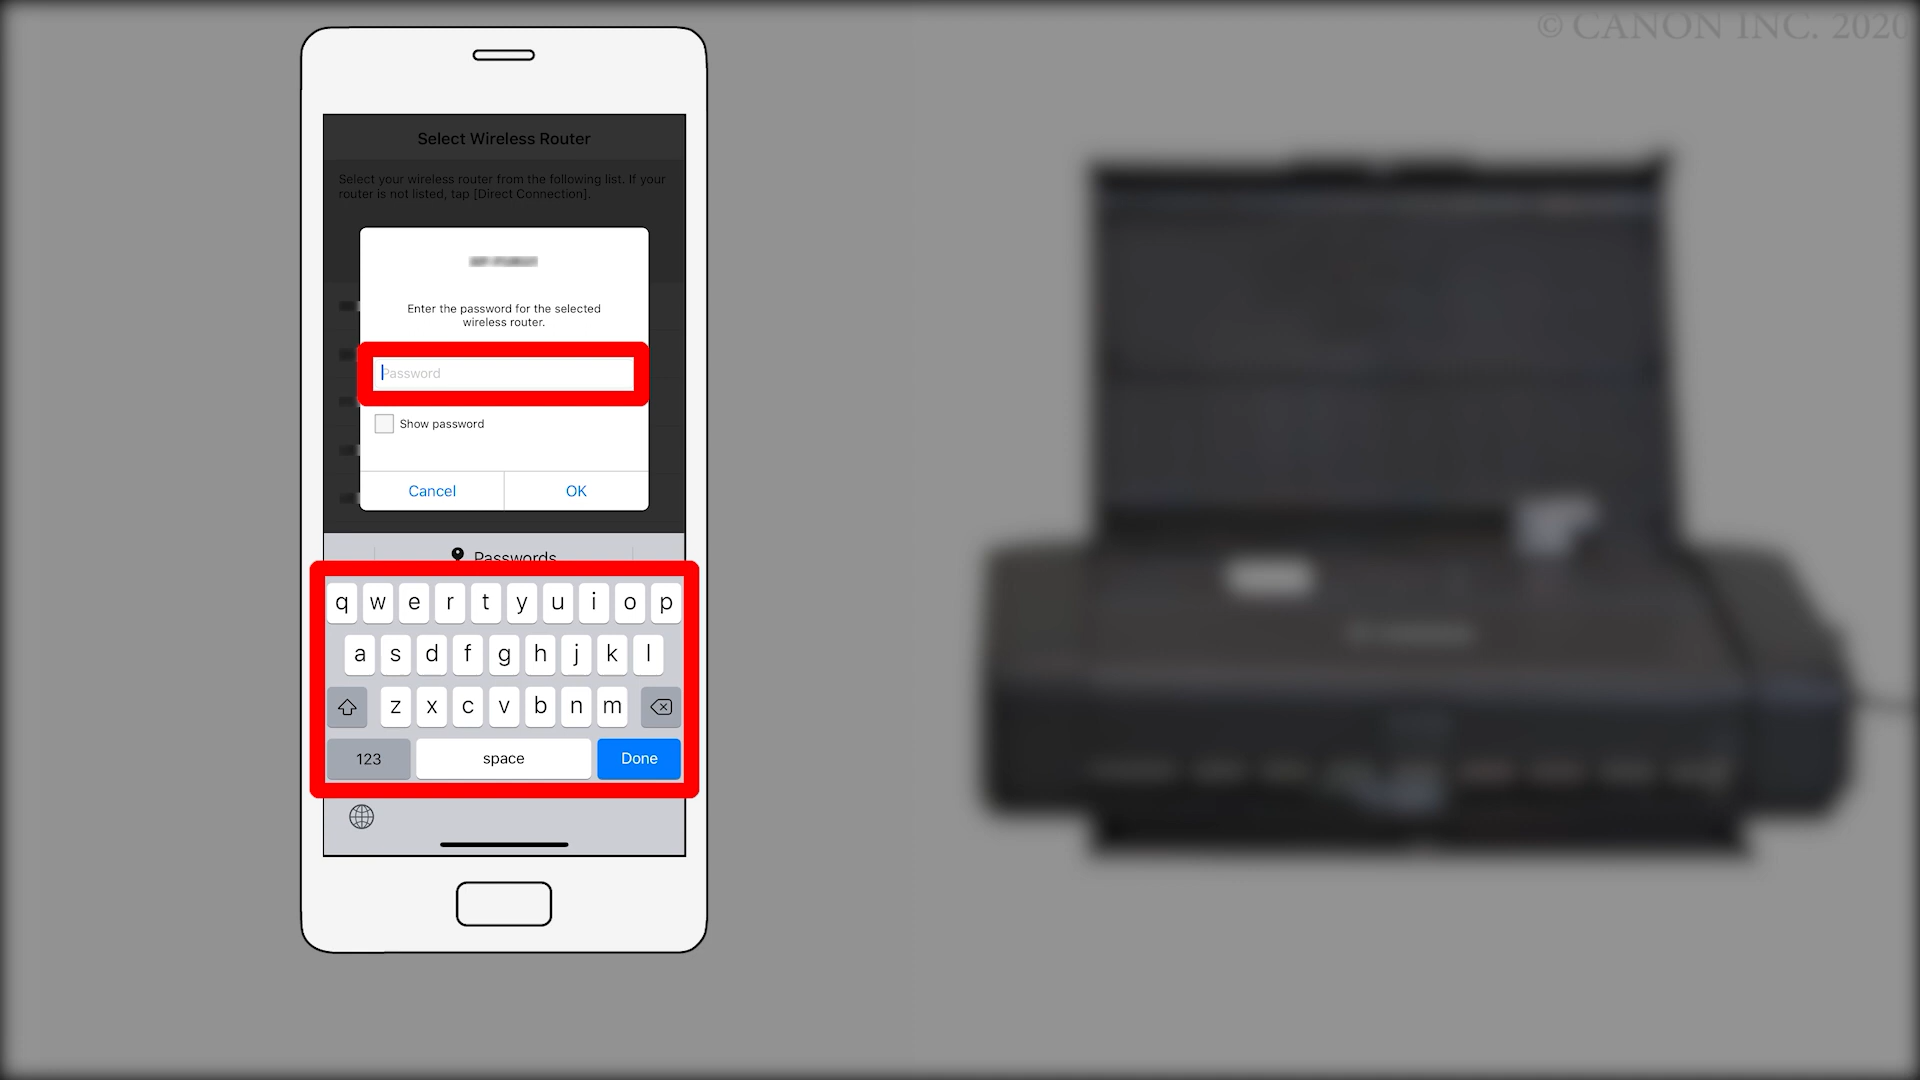 © CANON INC. 2020
Select Wireless Router
Select your wireless router from the following list. If your
router is not listed, tap [Direct Connection].
Enter the password for the selected
wireless router.
Password
Show password
Cancel OK
Passwords
q w e r t y u i o p
a s d f g h j k l
z x c v b n m
123 space Done